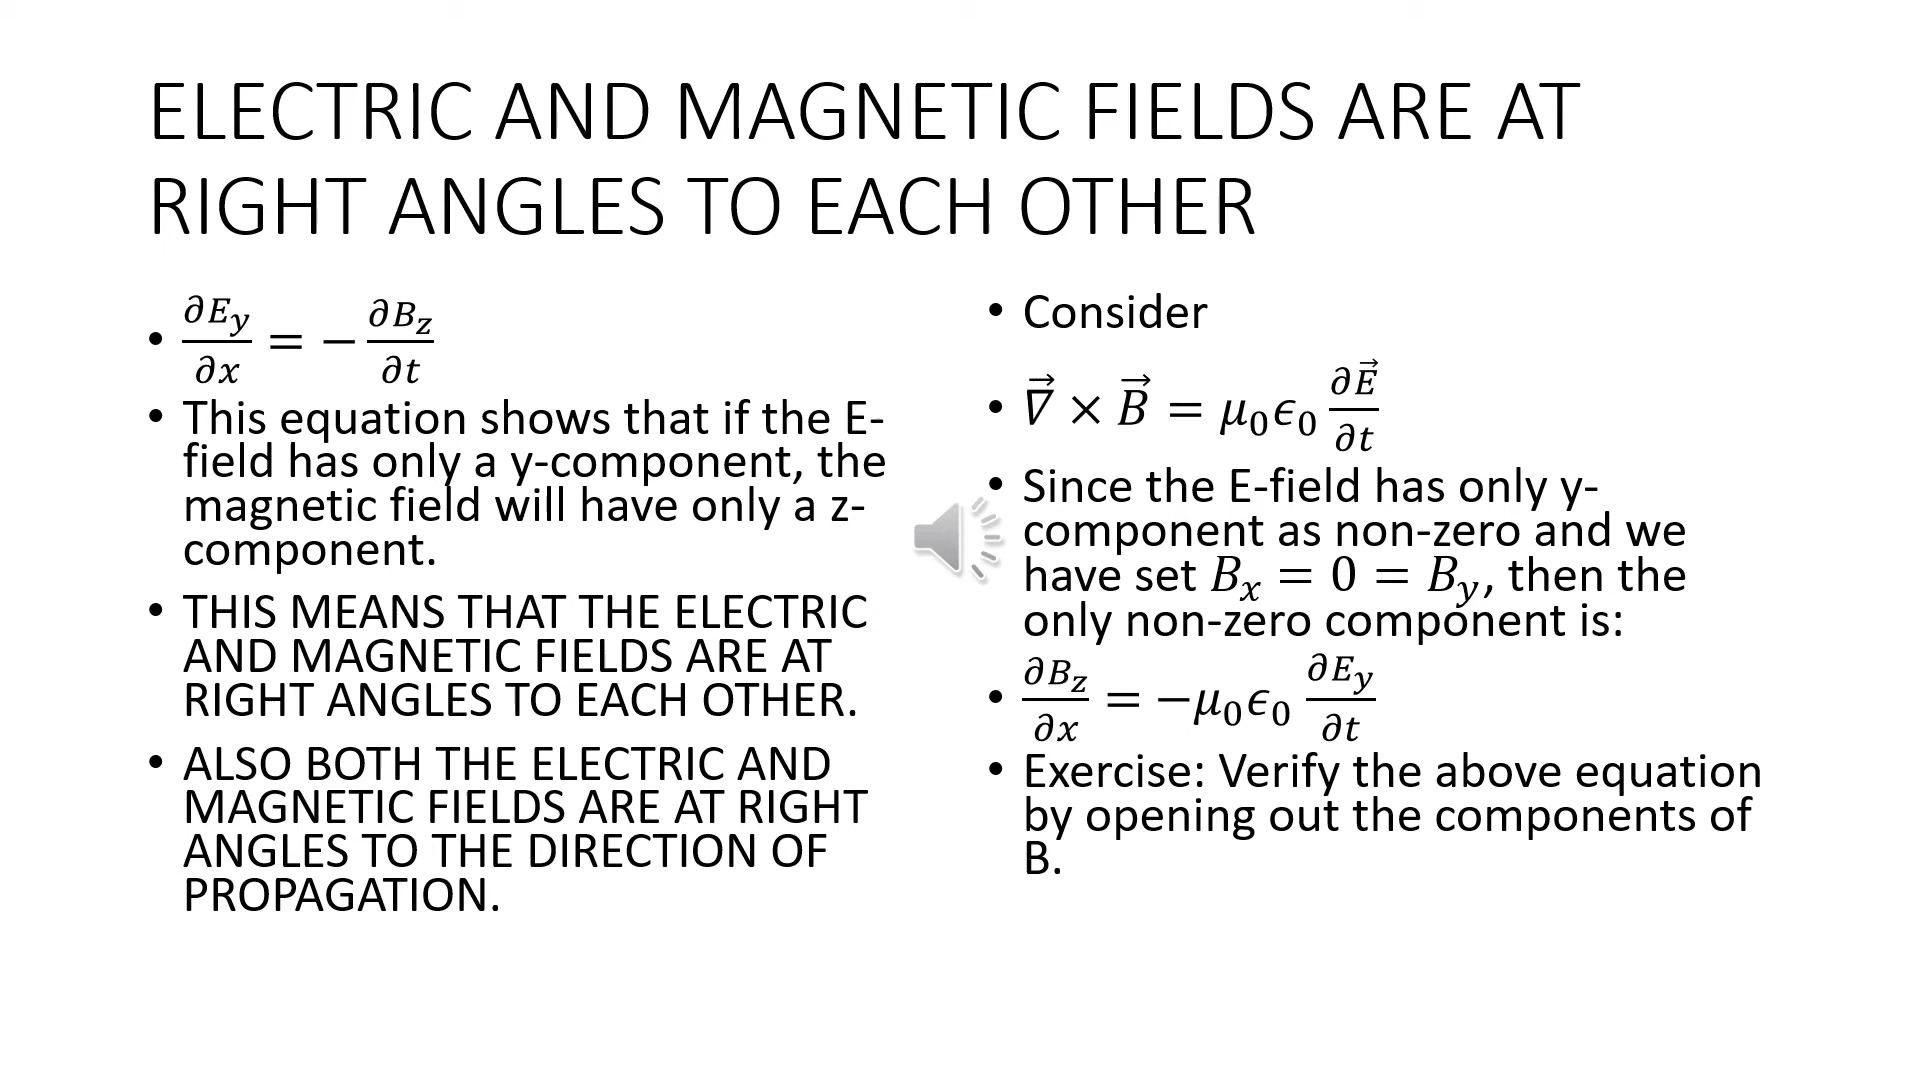 ELECTRIC AND MAGNETIC FIELDS ARE AT
RIGHT ANGLES TO EACH OTHER
• ∂E_y/∂x = − ∂B_z/∂t
• This equation shows that if the E-
field has only a y-component, the
magnetic field will have only a z-
component.
• THIS MEANS THAT THE ELECTRIC
AND MAGNETIC FIELDS ARE AT
RIGHT ANGLES TO EACH OTHER.
• ALSO BOTH THE ELECTRIC AND
MAGNETIC FIELDS ARE AT RIGHT
ANGLES TO THE DIRECTION OF
PROPAGATION.
• Consider
• ∇⃗ × B⃗ = μ₀ϵ₀ ∂E⃗/∂t
• Since the E-field has only y-
component as non-zero and we
have set B_x = 0 = B_y, then the
only non-zero component is:
• ∂B_z/∂x = −μ₀ϵ₀ ∂E_y/∂t
• Exercise: Verify the above equation
by opening out the components of
B.